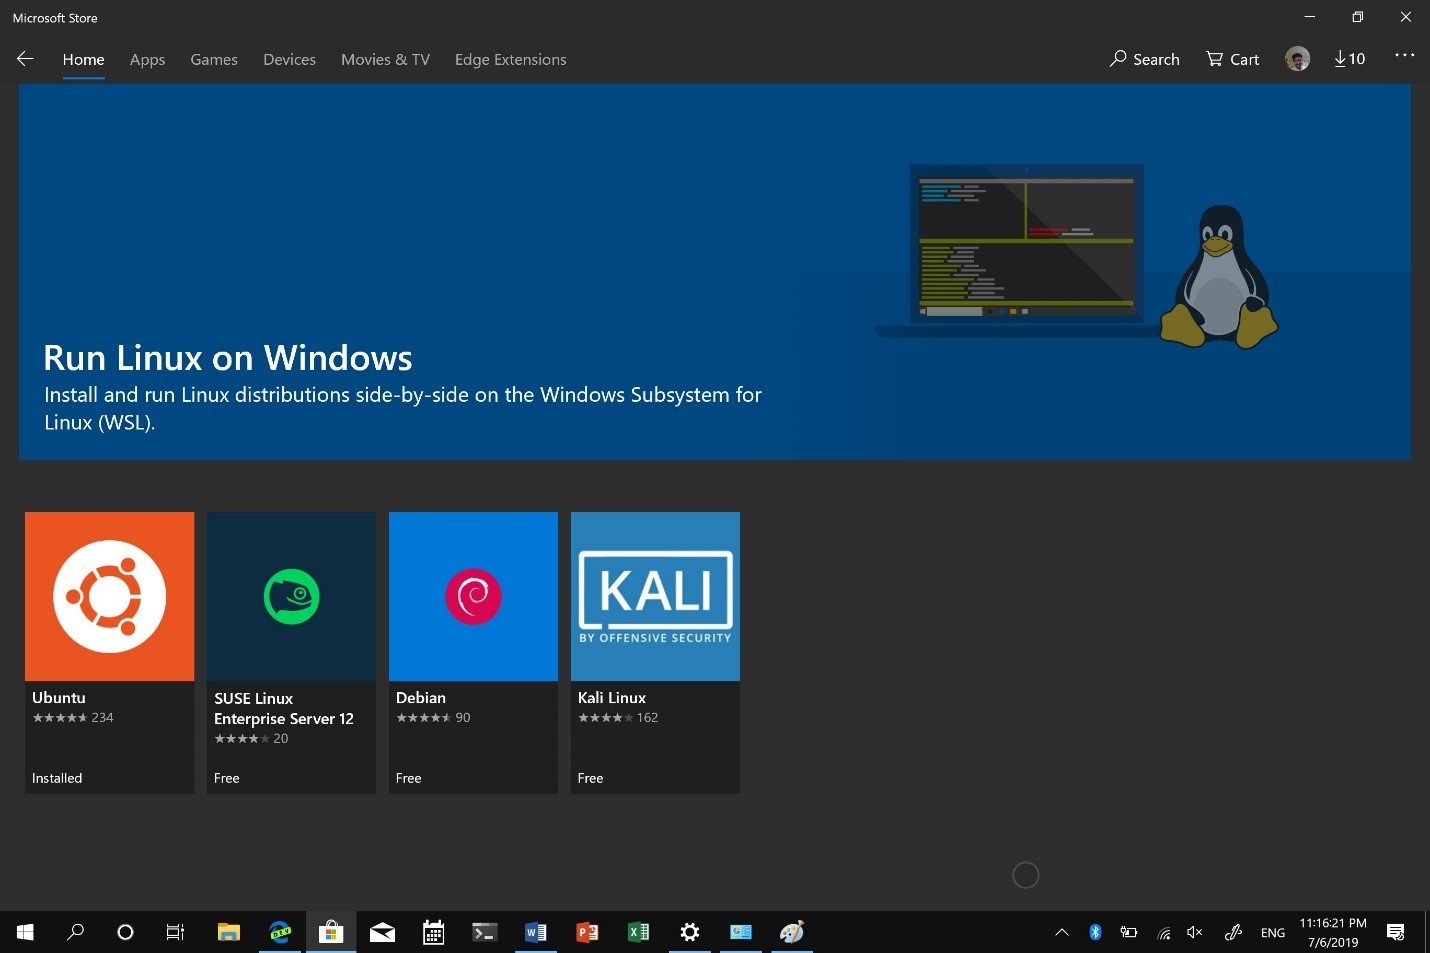 Microsoft Store
Home Apps Games Devices Movies & TV Edge Extensions Search Cart 10
Run Linux on Windows
Install and run Linux distributions side-by-side on the Windows Subsystem for
Linux (WSL).
KALI
BY OFFENSIVE SECURITY
Ubuntu
234
Installed
SUSE Linux
Enterprise Server 12
20
Free
Debian
90
Free
Kali Linux
162
Free
DEV
ENG
11:16:21 PM
7/6/2019